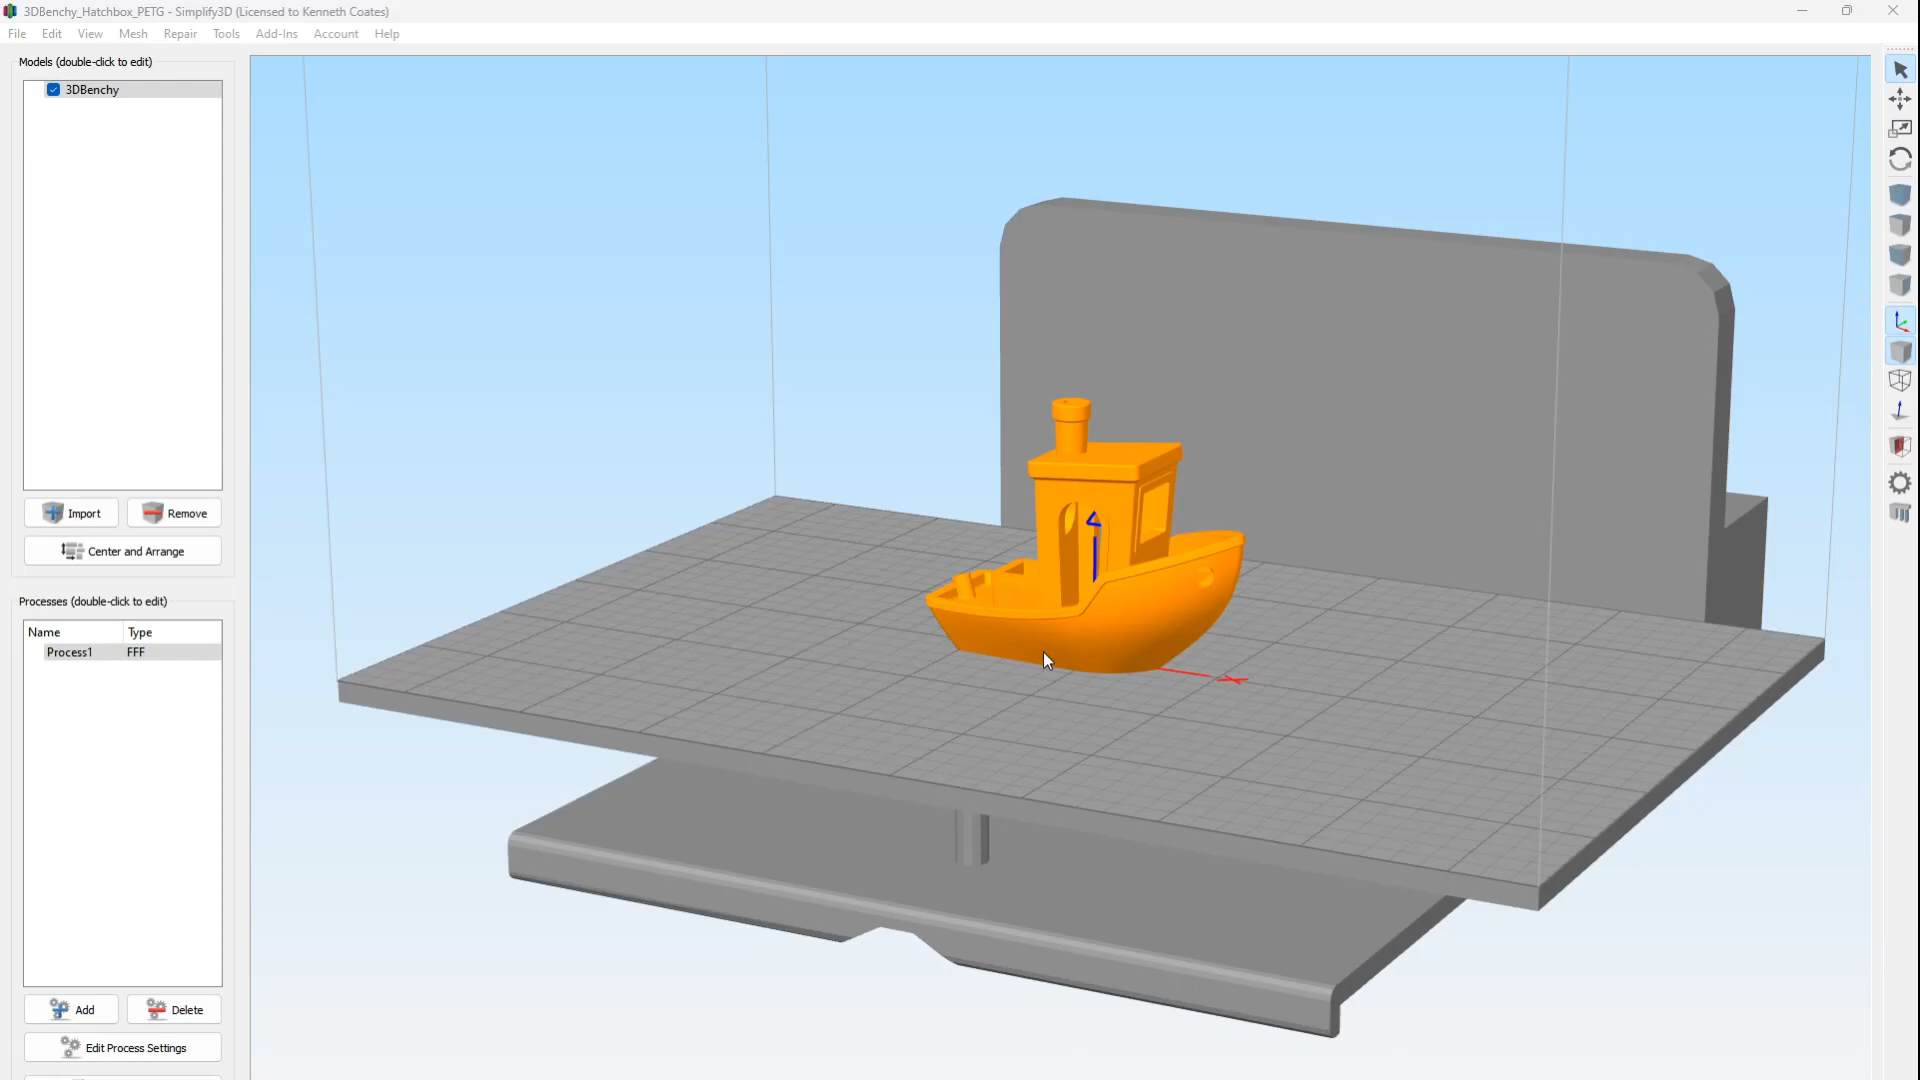 3DBenchy_Hatchbox_PETG - Simplify3D (Licensed to Kenneth Coates)
File Edit View Mesh Repair Tools Add-Ins Account Help
Models (double-click to edit)
3DBenchy
Import Remove
Center and Arrange
Processes (double-click to edit)
Name Type
Process1 FFF
Add Delete
Edit Process Settings